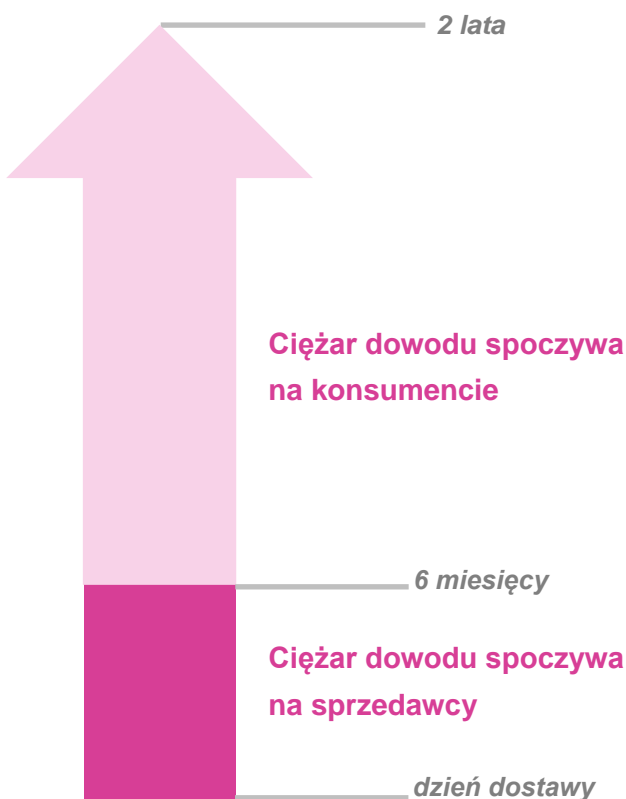 2 lata
Ciężar dowodu spoczywa
na konsumencie
6 miesięcy
Ciężar dowodu spoczywa
na sprzedawcy
dzień dostawy